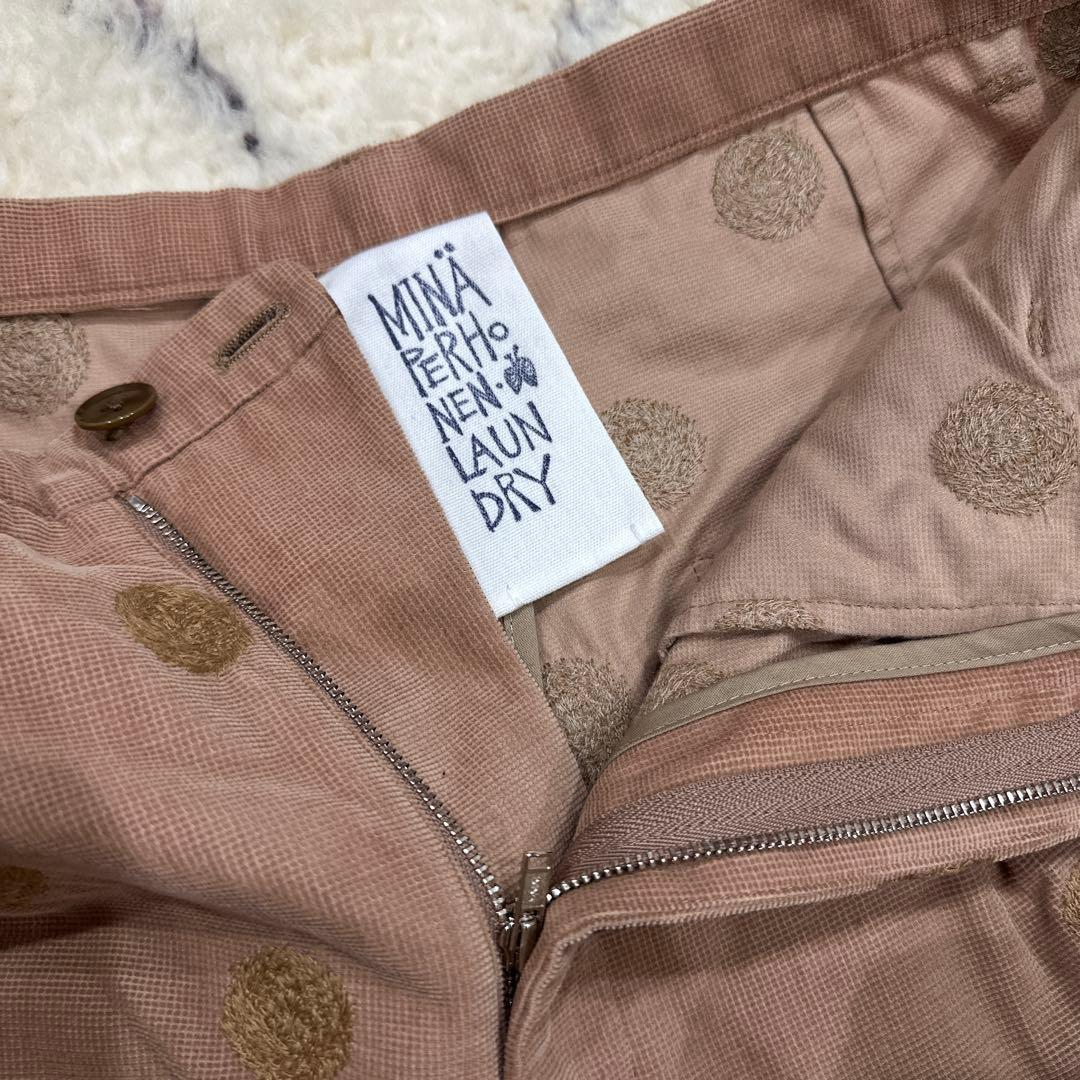 MINÄ
PERHO
NEN.
LAUN
DRY